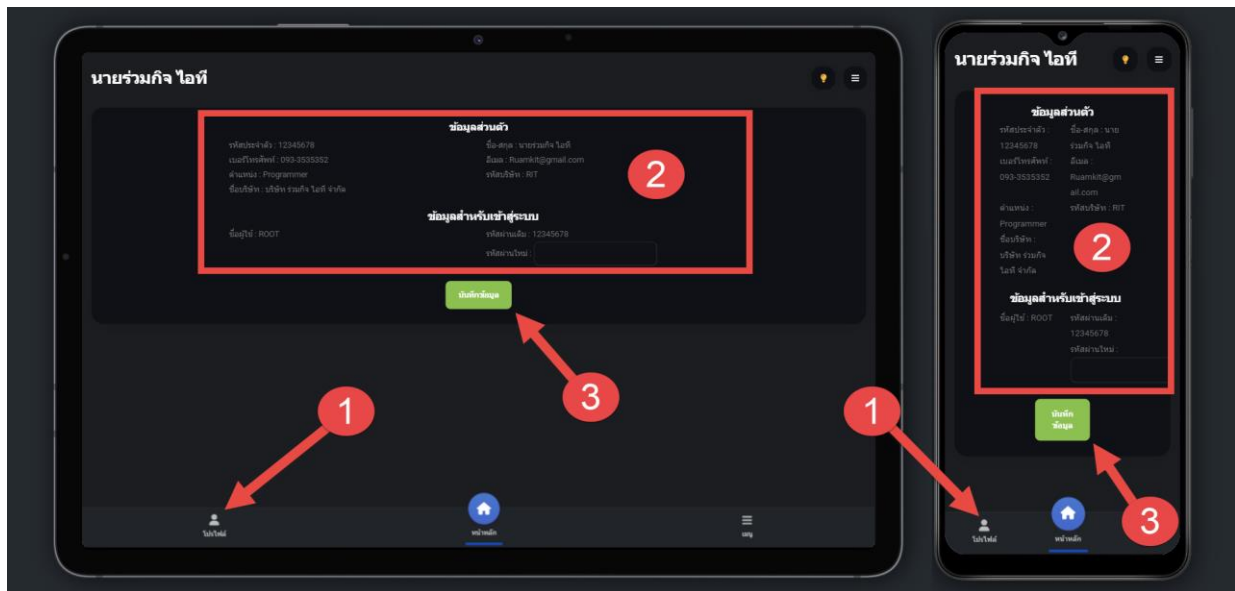 นายร่วมกิจ ไอที
ข้อมูลส่วนตัว
รหัสประจำตัว : 12345678 ชื่อ-สกุล : นายร่วมกิจ ไอที
เบอร์โทรศัพท์ : 093-3535352 อีเมล : Ruamkit@gmail.com
ตำแหน่ง : Programmer รหัสบริษัท : RIT
ชื่อบริษัท : บริษัท ร่วมกิจ ไอที จำกัด
2
ข้อมูลสำหรับเข้าสู่ระบบ
ชื่อผู้ใช้ : ROOT รหัสผ่านเดิม : 12345678
รหัสผ่านใหม่ :
บันทึกข้อมูล
1
3
โปรไฟล์ หน้าหลัก เมนู
นายร่วมกิจ ไอที
ข้อมูลส่วนตัว
รหัสประจำตัว : ชื่อ-สกุล : นาย
12345678 ร่วมกิจ ไอที
เบอร์โทรศัพท์ : อีเมล :
093-3535352 Ruamkit@gm
ail.com
ตำแหน่ง : รหัสบริษัท : RIT
Programmer
ชื่อบริษัท :
บริษัท ร่วมกิจ
ไอที จำกัด
2
ข้อมูลสำหรับเข้าสู่ระบบ
ชื่อผู้ใช้ : ROOT รหัสผ่านเดิม :
12345678
รหัสผ่านใหม่ :
บันทึก
ข้อมูล
1
3
โปรไฟล์ หน้าหลัก